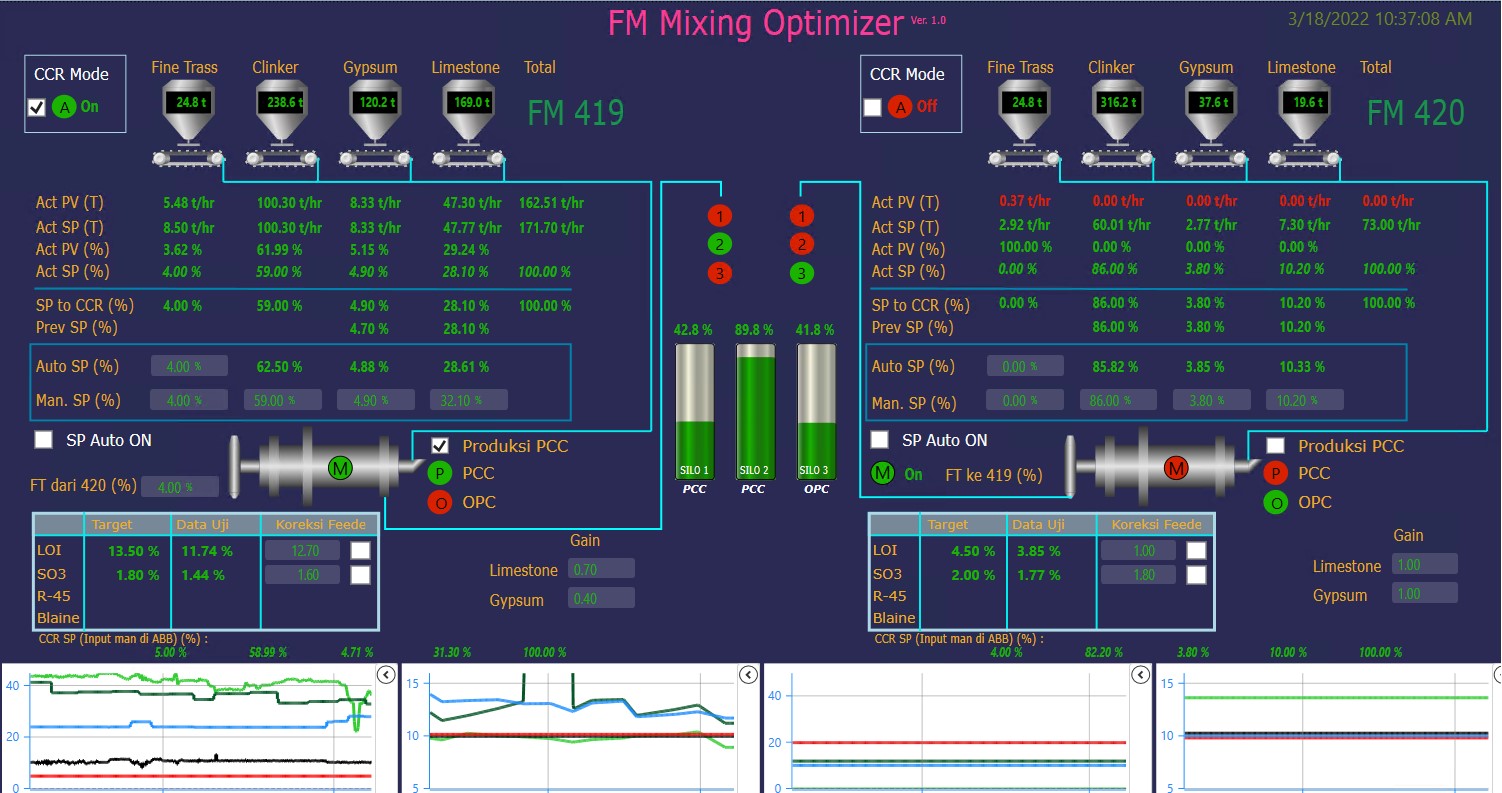 FM Mixing Optimizer Ver. 1.0
3/18/2022 10:37:08 AM
CCR Mode
A On
Fine Trass Clinker Gypsum Limestone Total
24.8 t 238.6 t 120.2 t 169.0 t
FM 419
Act PV (T) 5.48 t/hr 100.30 t/hr 8.33 t/hr 47.30 t/hr 162.51 t/hr
Act SP (T) 8.50 t/hr 100.30 t/hr 8.33 t/hr 47.77 t/hr 171.70 t/hr
Act PV (%) 3.62 % 61.99 % 5.15 % 29.24 %
Act SP (%) 4.00 % 59.00 % 4.90 % 28.10 % 100.00 %
SP to CCR (%) 4.00 % 59.00 % 4.90 % 28.10 % 100.00 %
Prev SP (%) 4.70 % 28.10 %
Auto SP (%) 4.00 % 62.50 % 4.88 % 28.61 %
Man. SP (%) 4.00 % 59.00 % 4.90 % 32.10 %
SP Auto ON
M
Produksi PCC
P PCC
O OPC
FT dari 420 (%) 4.00 %
Target Data Uji Koreksi Feede
LOI 13.50 % 11.74 % 12.70
SO3 1.80 % 1.44 % 1.60
R-45
Blaine
Gain
Limestone 0.70
Gypsum 0.40
CCR SP (Input man di ABB) (%) :
5.00 % 58.99 % 4.71 % 31.30 % 100.00 %
1 1
2 2
3 3
42.8 % 89.8 % 41.8 %
SILO 1 SILO 2 SILO 3
PCC PCC OPC
CCR Mode
A Off
Fine Trass Clinker Gypsum Limestone Total
24.8 t 316.2 t 37.6 t 19.6 t
FM 420
Act PV (T) 0.37 t/hr 0.00 t/hr 0.00 t/hr 0.00 t/hr 0.00 t/hr
Act SP (T) 2.92 t/hr 60.01 t/hr 2.77 t/hr 7.30 t/hr 73.00 t/hr
Act PV (%) 100.00 % 0.00 % 0.00 % 0.00 %
Act SP (%) 0.00 % 86.00 % 3.80 % 10.20 % 100.00 %
SP to CCR (%) 0.00 % 86.00 % 3.80 % 10.20 % 100.00 %
Prev SP (%) 86.00 % 3.80 % 10.20 %
Auto SP (%) 0.00 % 85.82 % 3.85 % 10.33 %
Man. SP (%) 0.00 % 86.00 % 3.80 % 10.20 %
SP Auto ON
M On FT ke 419 (%)
M
Produksi PCC
P PCC
O OPC
Target Data Uji Koreksi Feede
LOI 4.50 % 3.85 % 1.00
SO3 2.00 % 1.77 % 1.80
R-45
Blaine
Gain
Limestone 1.00
Gypsum 1.00
CCR SP (Input man di ABB) (%) :
4.00 % 82.20 % 3.80 % 10.00 % 100.00 %
40
20
0
15
10
5
40
20
0
15
10
5